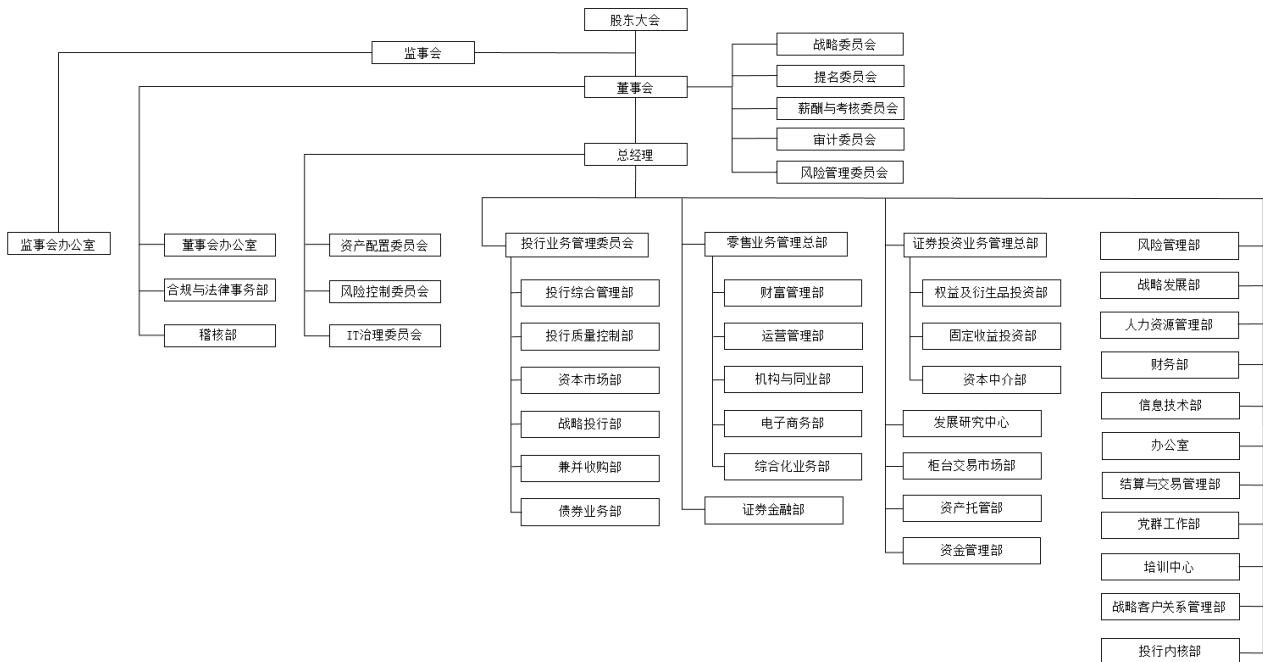 股东大会
监事会
董事会
战略委员会
提名委员会
薪酬与考核委员会
审计委员会
风险管理委员会
总经理
监事会办公室
董事会办公室
合规与法律事务部
稽核部
资产配置委员会
风险控制委员会
IT治理委员会
投行业务管理委员会
投行综合管理部
投行质量控制部
资本市场部
战略投行部
兼并收购部
债券业务部
零售业务管理总部
财富管理部
运营管理部
机构与同业部
电子商务部
综合化业务部
证券金融部
证券投资业务管理总部
权益及衍生品投资部
固定收益投资部
资本中介部
发展研究中心
柜台交易市场部
资产托管部
资金管理部
风险管理部
战略发展部
人力资源管理部
财务部
信息技术部
办公室
结算与交易管理部
党群工作部
培训中心
战略客户关系管理部
投行内核部